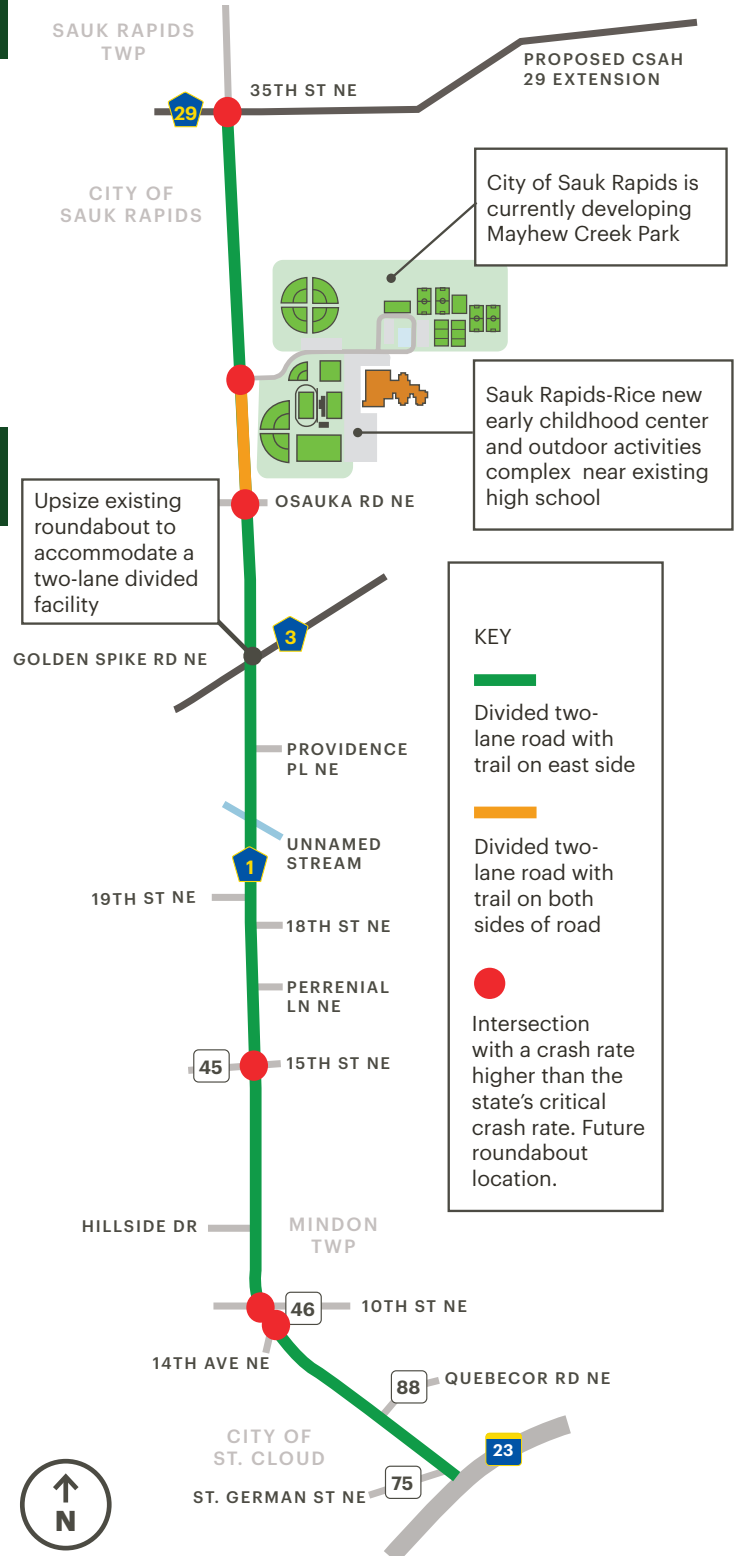 SAUK RAPIDS
TWP
PROPOSED CSAH
29 EXTENSION
35TH ST NE
29
CITY OF
SAUK RAPIDS
City of Sauk Rapids is
currently developing
Mayhew Creek Park
Sauk Rapids-Rice new
early childhood center
and outdoor activities
complex near existing
high school
Upsize existing
roundabout to
accommodate a
two-lane divided
facility
OSAUKA RD NE
3
GOLDEN SPIKE RD NE
KEY
Divided two-
lane road with
trail on east side
Divided two-
lane road with
trail on both
sides of road
Intersection
with a crash rate
higher than the
state's critical
crash rate. Future
roundabout
location.
PROVIDENCE
PL NE
UNNAMED
STREAM
1
19TH ST NE
18TH ST NE
PERRENIAL
LN NE
45
15TH ST NE
HILLSIDE DR
MINDON
TWP
46
10TH ST NE
14TH AVE NE
88
QUEBECOR RD NE
CITY OF
ST. CLOUD
23
75
ST. GERMAN ST NE
N